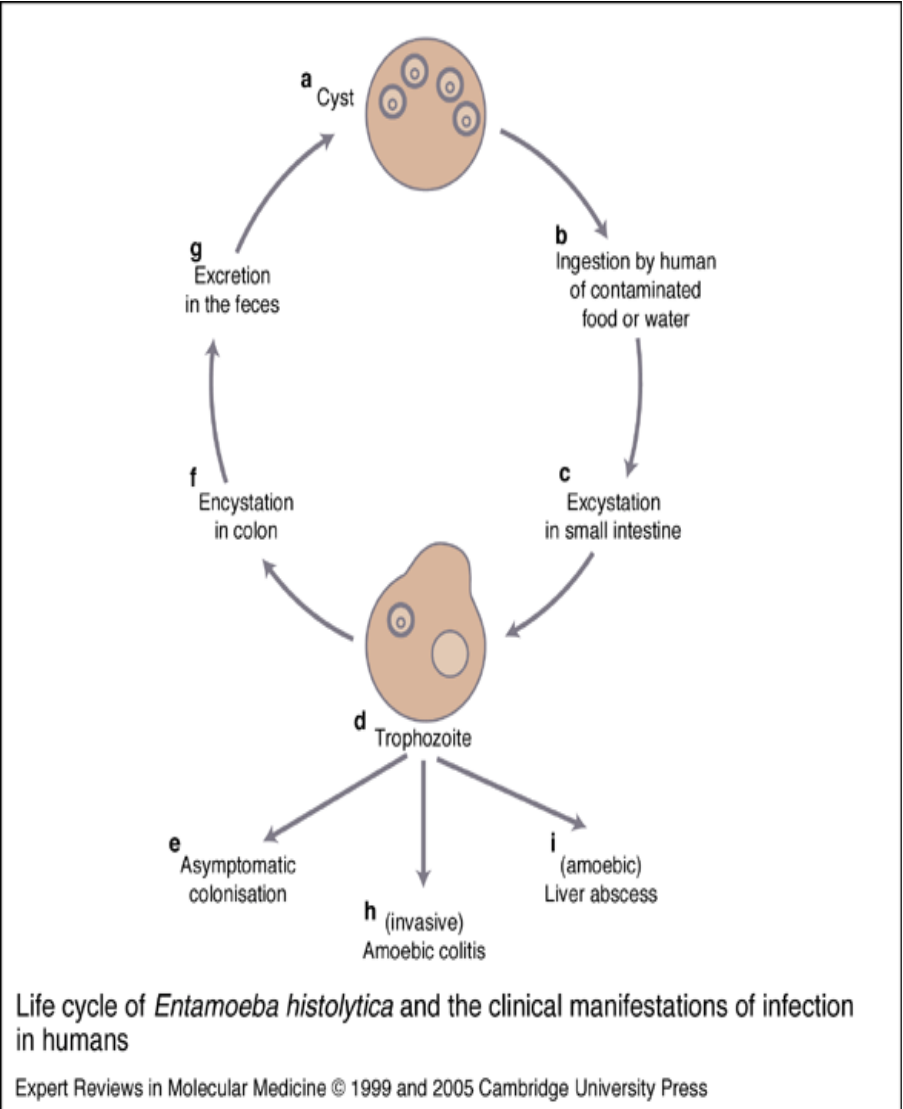 a
Cyst
b
Ingestion by human
of contaminated
food or water
c
Excystation
in small intestine
d
Trophozoite
e
Asymptomatic
colonisation
f
Encystation
in colon
g
Excretion
in the feces
h (invasive)
Amoebic colitis
i
(amoebic)
Liver abscess
Life cycle of Entamoeba histolytica and the clinical manifestations of infection
in humans
Expert Reviews in Molecular Medicine © 1999 and 2005 Cambridge University Press